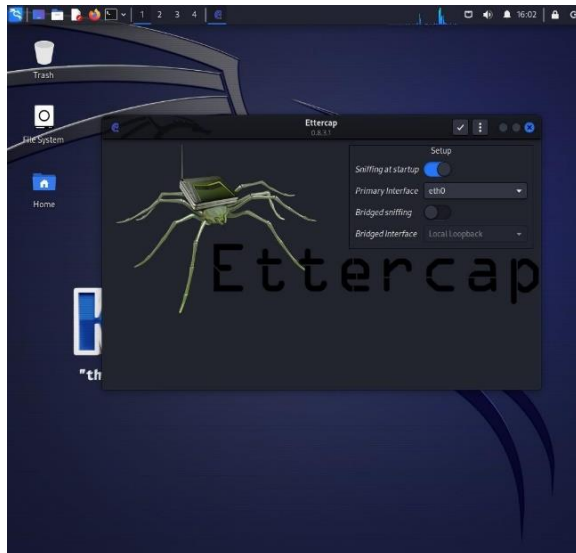 1 2 3 4
16:02
Trash
File System
Home
Ettercap
0.8.3.1
Setup
Sniffing at startup
Primary Interface eth0
Bridged sniffing
Bridged Interface Local Loopback
Ettercap
"th